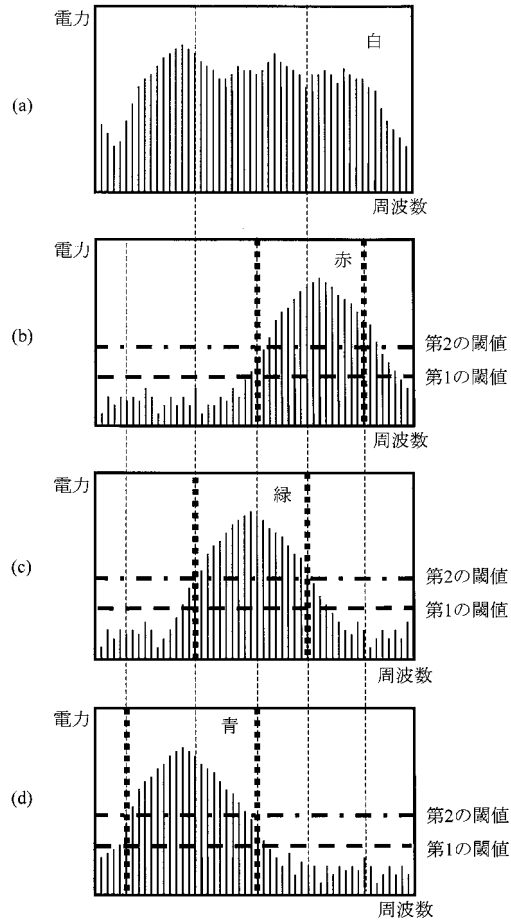 電力
白
(a)
周波数
電力
赤
(b)
第2の閾値
第1の閾値
周波数
電力
緑
(c)
第2の閾値
第1の閾値
周波数
電力
青
(d)
第2の閾値
第1の閾値
周波数